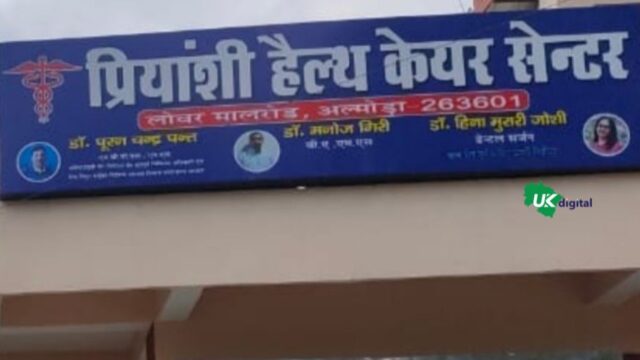 प्रियांशी हैल्थ केयर सेन्टर
लोवर मालरोड, अल्मोड़ा-263601
डॉ. पूरन चन्द्र पन्त
डॉ. मनोज गिरी
बी.ए.एम.एस
डॉ. हिना मुरारी जोशी
डेन्टल सर्जन
UK digital